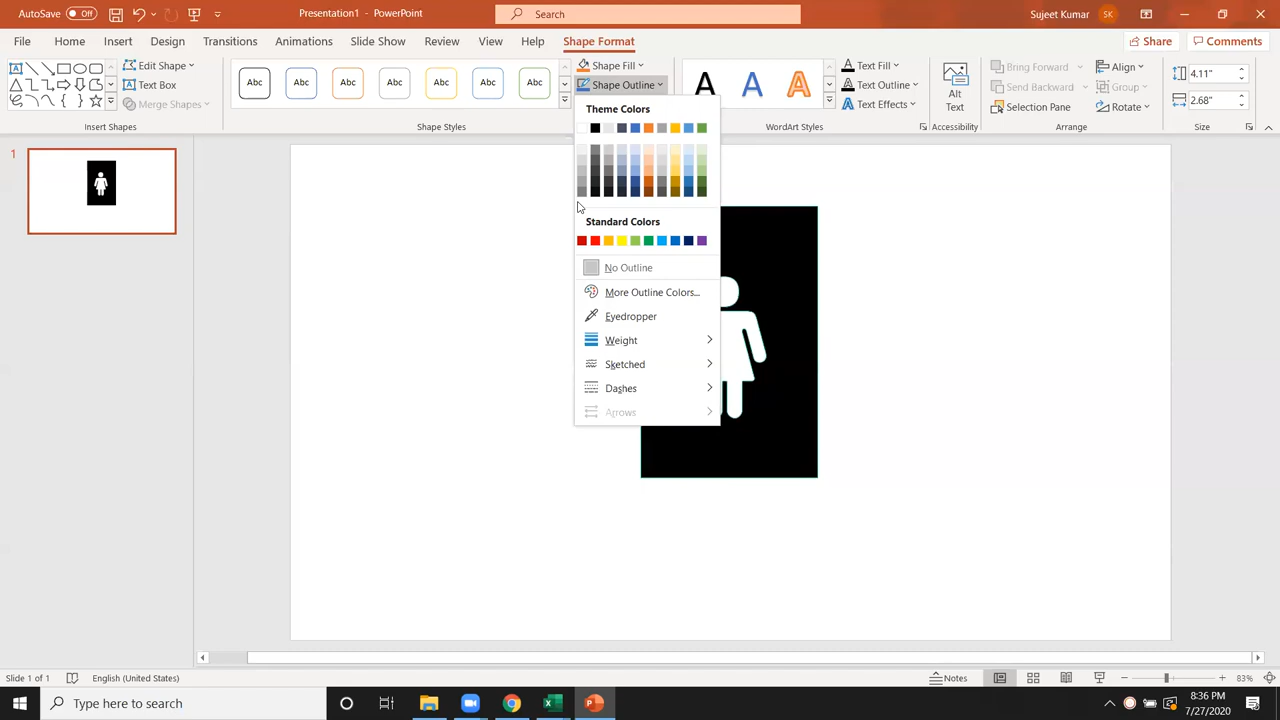 AutoSave Off Presentation1 - PowerPoint Search Sujeet Kumar SK
File Home Insert Design Transitions Animations Slide Show Review View Help Shape Format Share Comments
Edit Shape
Text Box
Merge Shapes
Insert Shapes
Abc Abc Abc Abc Abc Abc Abc
Shape Styles
Shape Fill
Shape Outline
A A A
WordArt Styles
Text Fill
Text Outline
Text Effects
Alt
Text
Accessibility
Bring Forward Align
Send Backward Group
Selection Pane Rotate
Arrange
4.11"
2.68"
Size
Theme Colors
Standard Colors
No Outline
More Outline Colors...
Eyedropper
Weight
Sketched
Dashes
Arrows
1
Slide 1 of 1 English (United States) Notes 83%
Type here to search
8:36 PM
7/27/2020